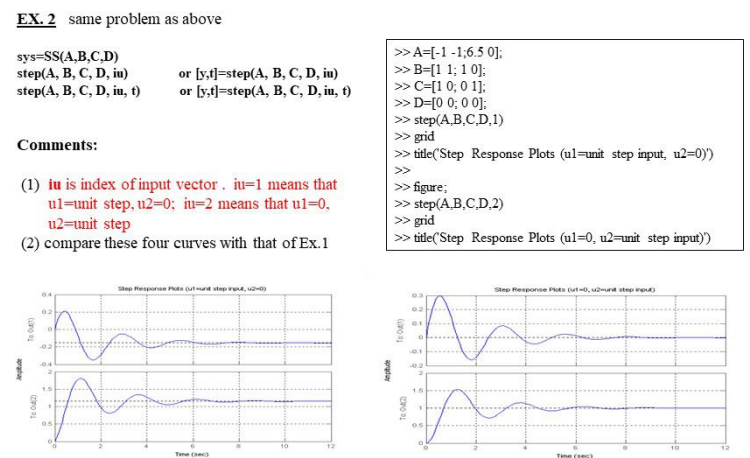 EX. 2 same problem as above
sys=SS(A,B,C,D)
step(A, B, C, D, iu) or [y,t]=step(A, B, C, D, iu)
step(A, B, C, D, iu, t) or [y,t]=step(A, B, C, D, iu, t)
Comments:
(1) iu is index of input vector . iu=1 means that
u1=unit step, u2=0; iu=2 means that u1=0,
u2=unit step
(2) compare these four curves with that of Ex.1
>> A=[-1 -1;6.5 0];
>> B=[1 1; 1 0];
>> C=[1 0; 0 1];
>> D=[0 0; 0 0];
>> step(A,B,C,D,1)
>> grid
>> title('Step Response Plots (u1=unit step input, u2=0)')
>>
>> figure;
>> step(A,B,C,D,2)
>> grid
>> title('Step Response Plots (u1=0, u2=unit step input)')
Step Response Plots (u1=unit step input, u2=0)
0.4
0.2
0
-0.2
-0.4
To: Out(1)
Amplitude
2
1.5
1
0.5
0
To: Out(2)
0 2 4 6 8 10 12
Time (sec)
Step Response Plots (u1=0, u2=unit step input)
0.3
0.2
0.1
0
-0.1
-0.2
To: Out(1)
Amplitude
2
1.5
1
0.5
0
To: Out(2)
0 2 4 6 8 10 12
Time (sec)